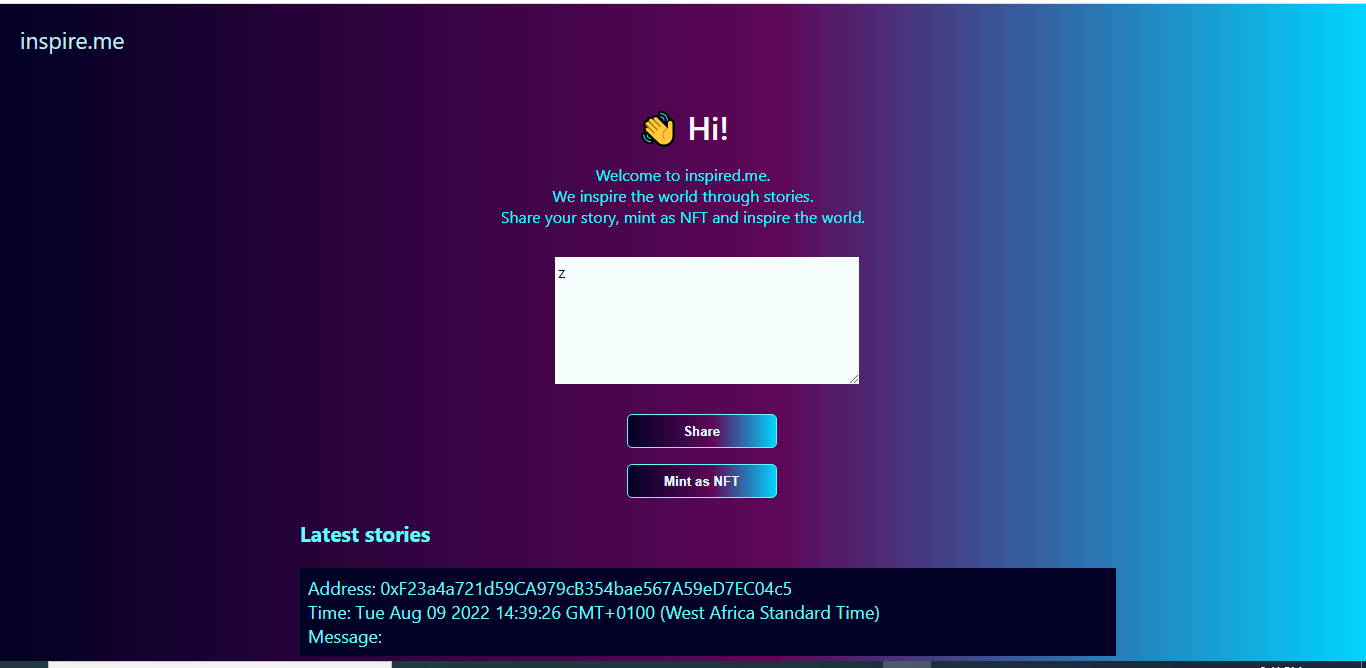 inspire.me
👋 Hi!
Welcome to inspired.me.
We inspire the world through stories.
Share your story, mint as NFT and inspire the world.
z
Share
Mint as NFT
Latest stories
Address: 0xF23a4a721d59CA979cB354bae567A59eD7EC04c5
Time: Tue Aug 09 2022 14:39:26 GMT+0100 (West Africa Standard Time)
Message: